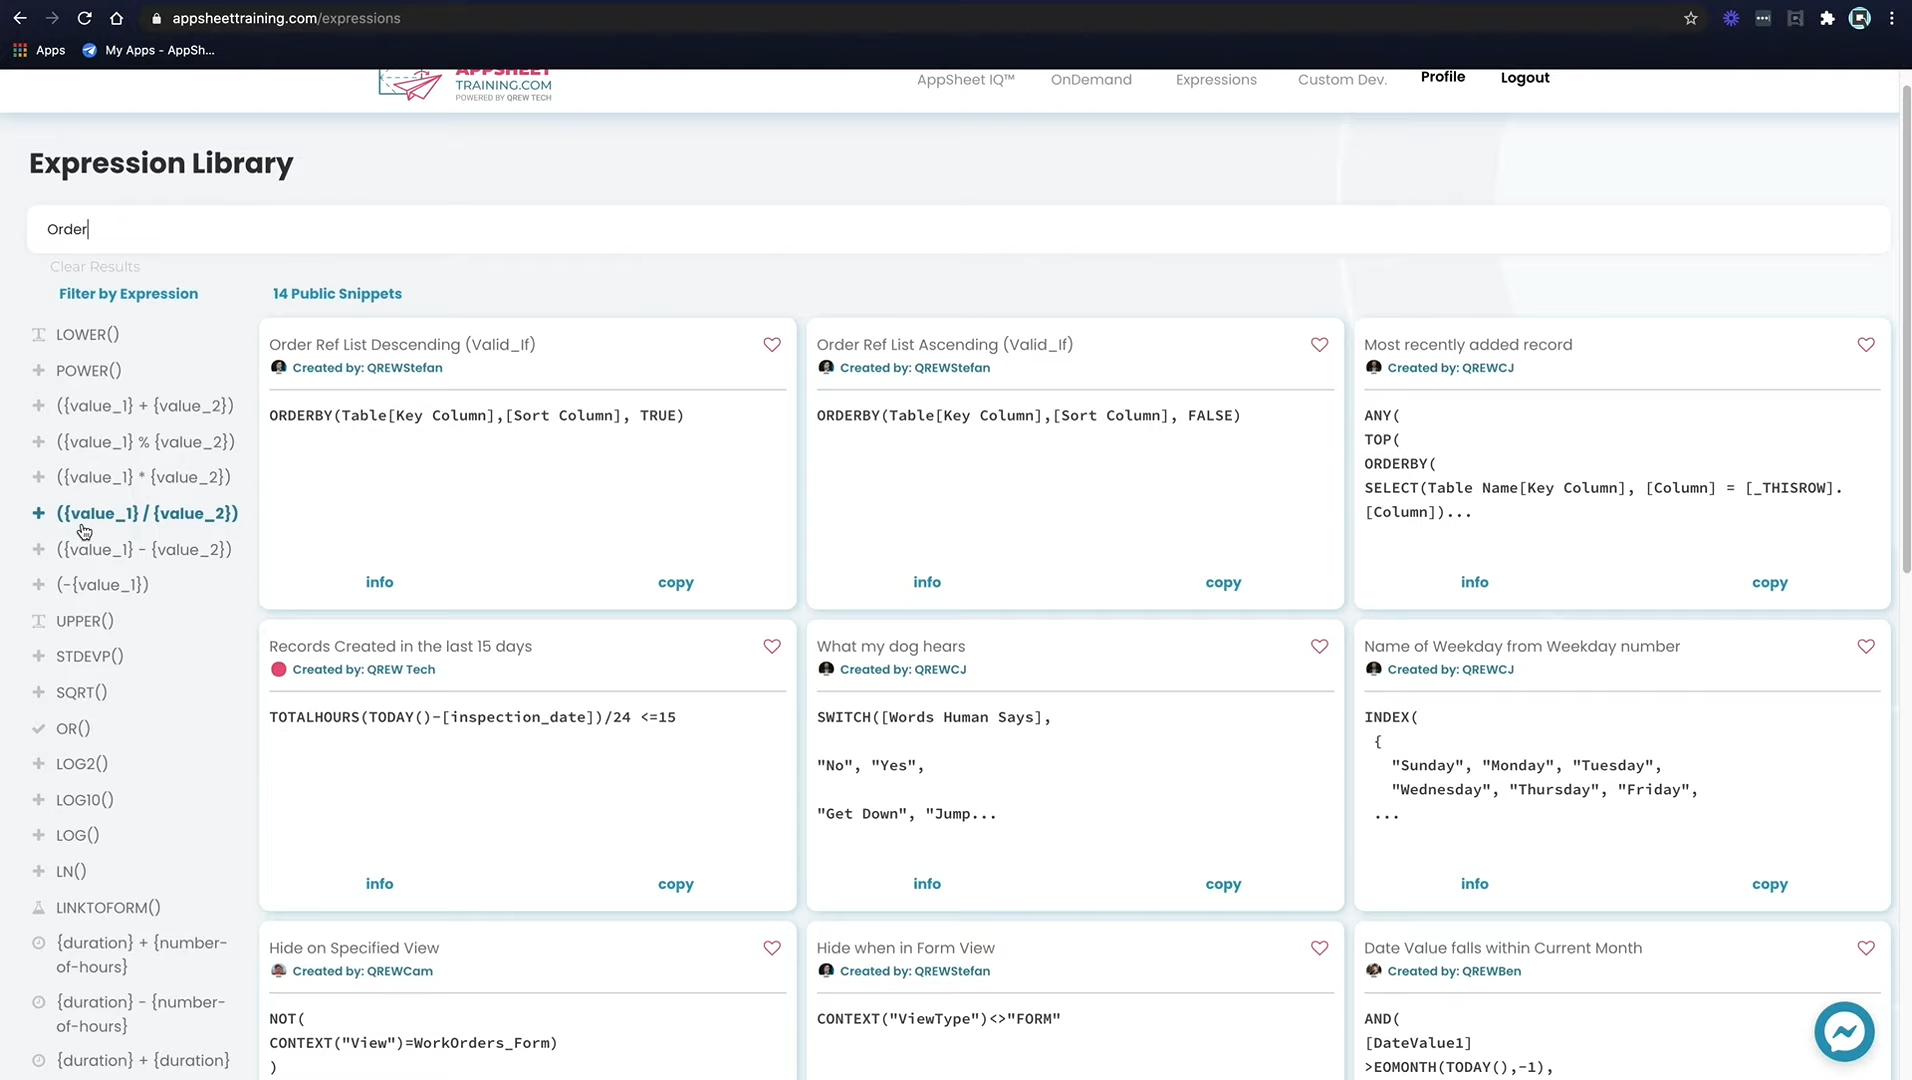 appsheettraining.com/expressions
Apps
My Apps - AppSh...
APPSHEET
TRAINING.COM
POWERED BY QREW TECH
AppSheet IQ™
OnDemand
Expressions
Custom Dev.
Profile
Logout
Expression Library
Order
Clear Results
Filter by Expression
14 Public Snippets
LOWER()
POWER()
({value_1} + {value_2})
({value_1} % {value_2})
({value_1} * {value_2})
({value_1} / {value_2})
({value_1} - {value_2})
(-{value_1})
UPPER()
STDEVP()
SQRT()
OR()
LOG2()
LOG10()
LOG()
LN()
LINKTOFORM()
{duration} + {number-
of-hours}
{duration} - {number-
of-hours}
{duration} + {duration}
Order Ref List Descending (Valid_If)
Created by: QREWStefan
ORDERBY(Table[Key Column],[Sort Column], TRUE)
info
copy
Order Ref List Ascending (Valid_If)
Created by: QREWStefan
ORDERBY(Table[Key Column],[Sort Column], FALSE)
info
copy
Most recently added record
Created by: QREWCJ
ANY(
TOP(
ORDERBY(
SELECT(Table Name[Key Column], [Column] = [_THISROW].
[Column])...
info
copy
Records Created in the last 15 days
Created by: QREW Tech
TOTALHOURS(TODAY()-[inspection_date])/24 <=15
info
copy
What my dog hears
Created by: QREWCJ
SWITCH([Words Human Says],
"No", "Yes",
"Get Down", "Jump...
info
copy
Name of Weekday from Weekday number
Created by: QREWCJ
INDEX(
{
"Sunday", "Monday", "Tuesday",
"Wednesday", "Thursday", "Friday",
...
info
copy
Hide on Specified View
Created by: QREWCam
NOT(
CONTEXT("View")=WorkOrders_Form)
)
Hide when in Form View
Created by: QREWStefan
CONTEXT("ViewType")<>"FORM"
Date Value falls within Current Month
Created by: QREWBen
AND(
[DateValue1]
>EOMONTH(TODAY(),-1),